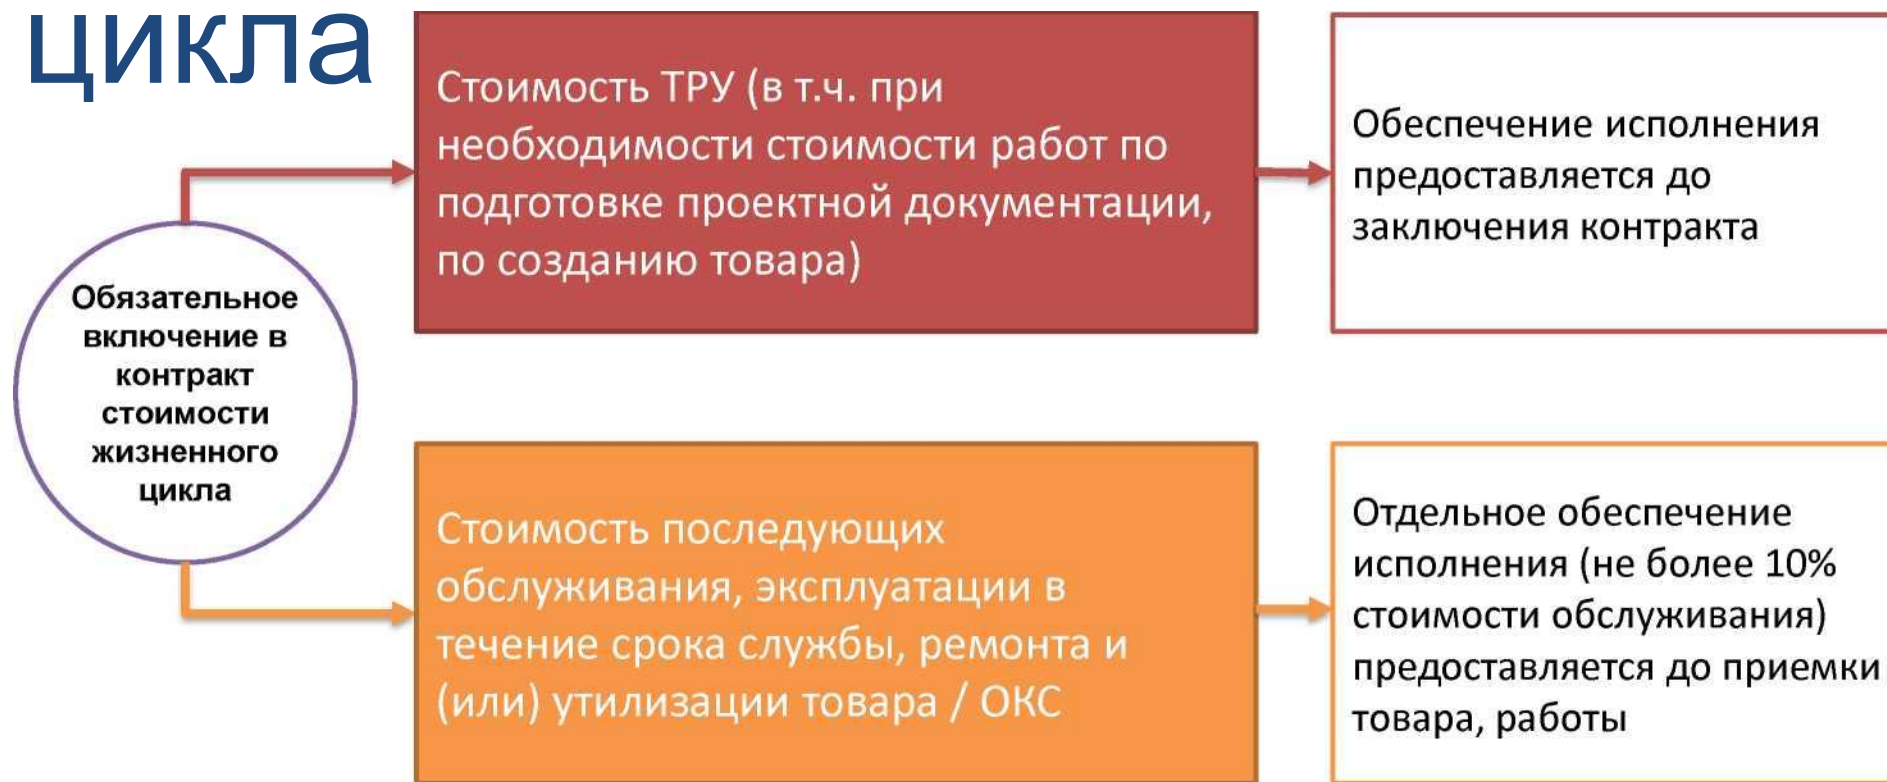 цикла
Стоимость ТРУ (в т.ч. при
необходимости стоимости работ по
подготовке проектной документации,
по созданию товара)
Обеспечение исполнения
предоставляется до
заключения контракта
Обязательное
включение в
контракт
стоимости
жизненного
цикла
Стоимость последующих
обслуживания, эксплуатации в
течение срока службы, ремонта и
(или) утилизации товара / ОКС
Отдельное обеспечение
исполнения (не более 10%
стоимости обслуживания)
предоставляется до приемки
товара, работы